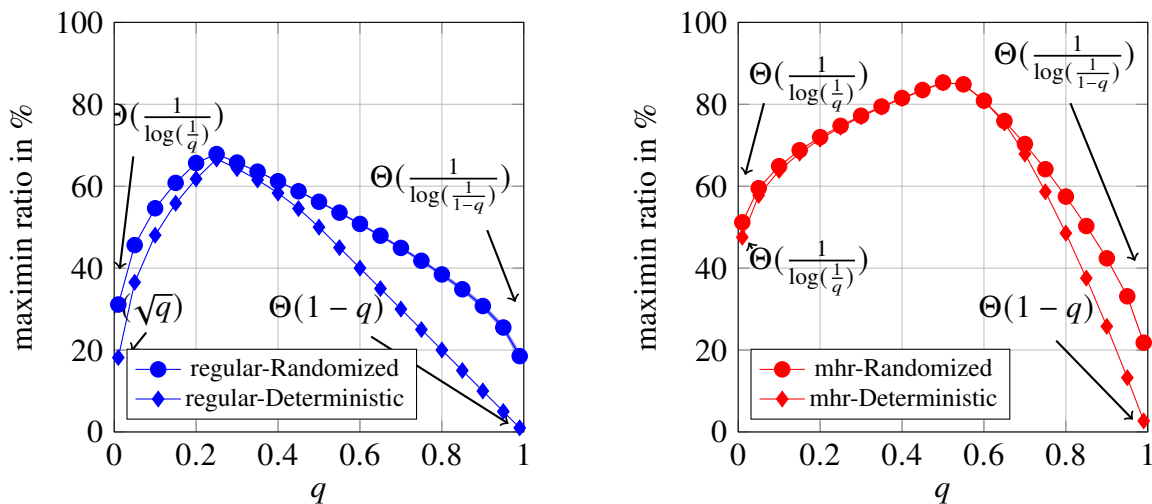 100
80
60
40
20
0
maximin ratio in %
Θ(1/log(1/q))
Θ(1/log(1/(1-q)))
√q)
Θ(1 − q)
regular-Randomized
regular-Deterministic
0 0.2 0.4 0.6 0.8 1
q
100
80
60
40
20
0
maximin ratio in %
Θ(1/log(1/q))
Θ(1/log(1/(1-q)))
Θ(1/log(1/q))
Θ(1 − q)
mhr-Randomized
mhr-Deterministic
0 0.2 0.4 0.6 0.8 1
q